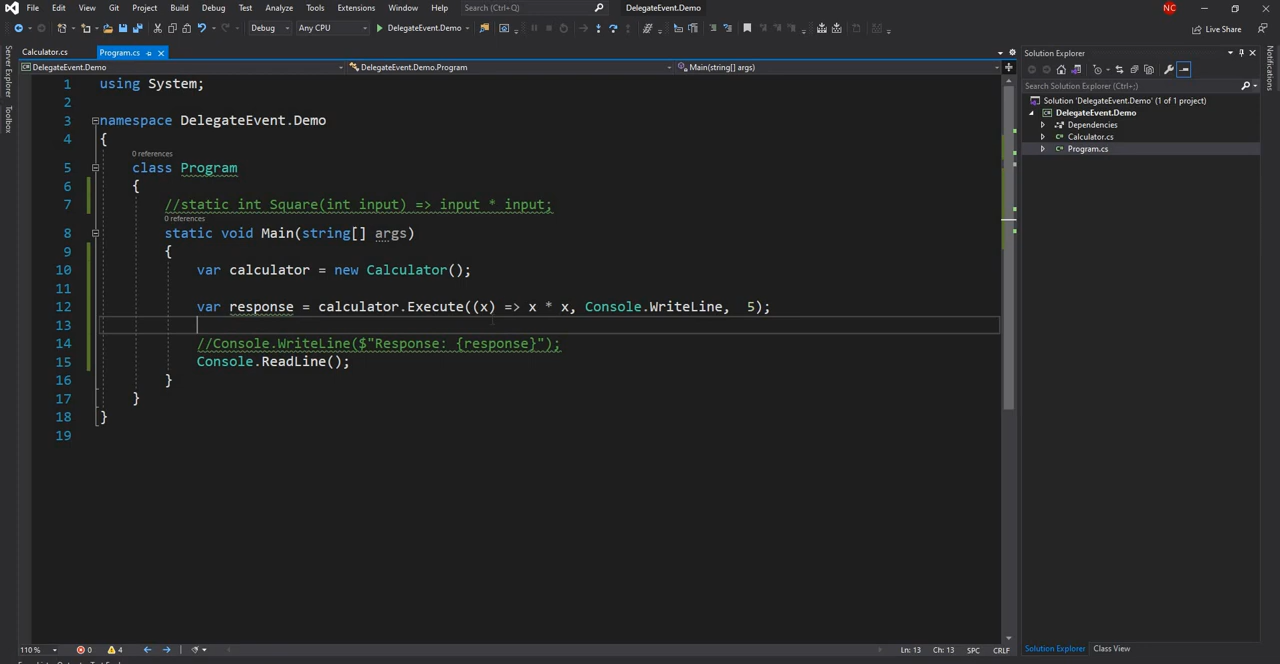 File Edit View Project Build Debug Test Analyze Tools Extensions Window Help Search (Ctrl+Q) DelegateEvent.Demo NC
Debug Any CPU DelegateEvent.Demo Live Share
Calculator.cs Program.cs
DelegateEvent.Demo DelegateEvent.Demo.Program Main(string[] args)
Server Explorer
Toolbox
1 using System;
2
3 namespace DelegateEvent.Demo
4 {
0 references
5 class Program
6 {
7 //static int Square(int input) => input * input;
0 references
8 static void Main(string[] args)
9 {
10 var calculator = new Calculator();
11
12 var response = calculator.Execute((x) => x * x, Console.WriteLine,  5);
13
14 //Console.WriteLine($"Response: {response}");
15 Console.ReadLine();
16 }
17 }
18 }
19
110 % 0 4 Ln: 13 Ch: 13 SPC CRLF
Solution Explorer
Search Solution Explorer (Ctrl+;)
Solution 'DelegateEvent.Demo' (1 of 1 project)
DelegateEvent.Demo
Dependencies
Calculator.cs
Program.cs
Solution Explorer Class View
Notifications